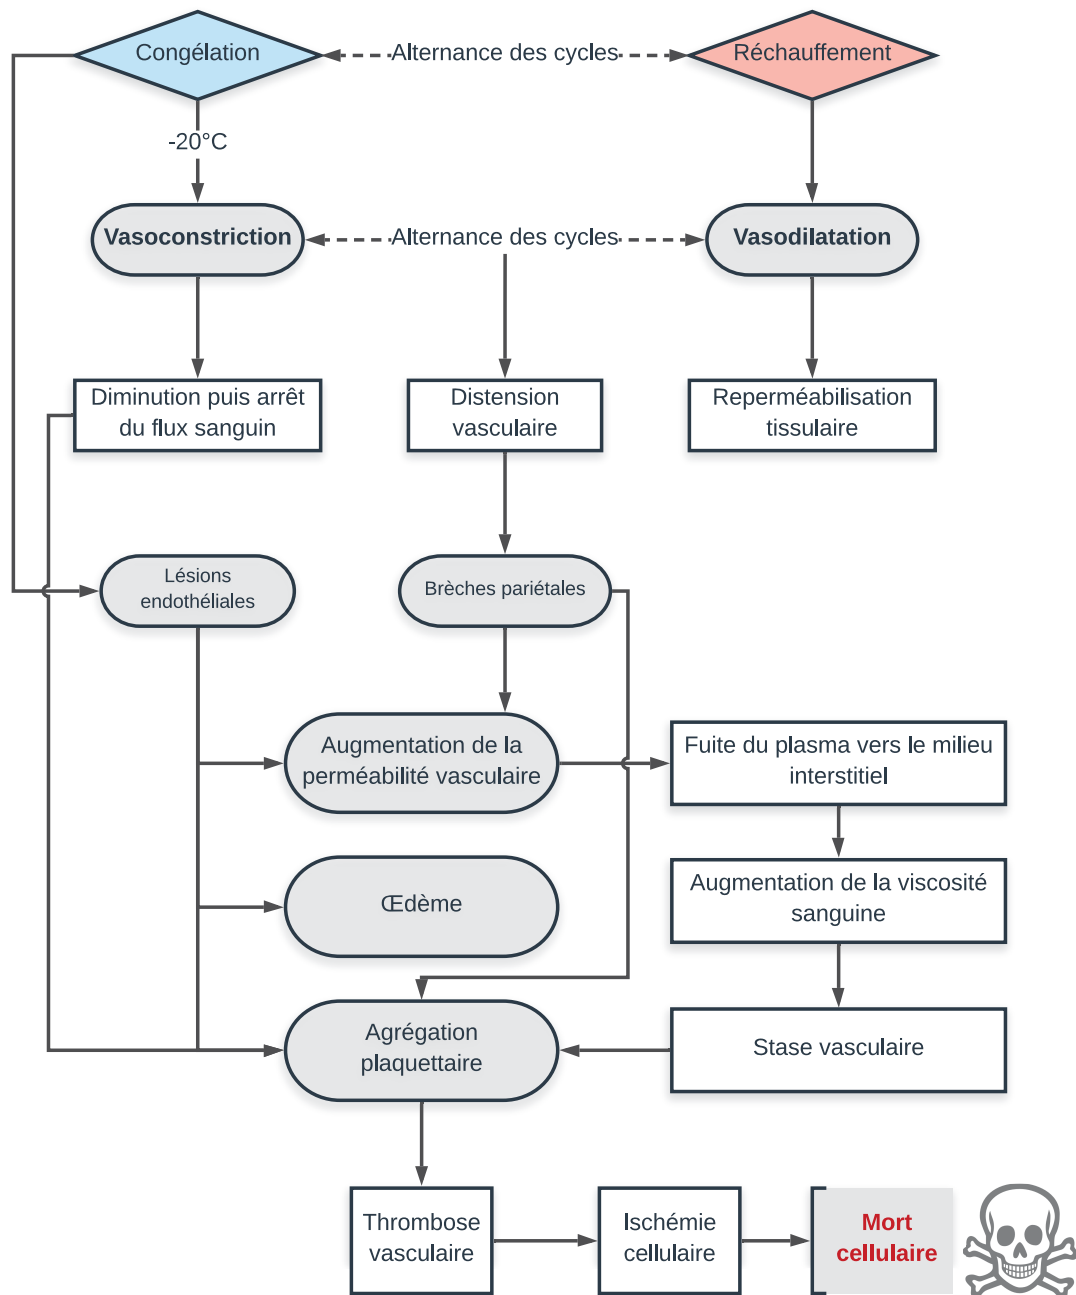 Congélation
Alternance des cycles
Réchauffement
-20°C
Vasoconstriction
Alternance des cycles
Vasodilatation
Diminution puis arrêt
du flux sanguin
Distension
vasculaire
Reperméabilisation
tissulaire
Lésions
endothéliales
Brèches pariétales
Augmentation de la
perméabilité vasculaire
Fuite du plasma vers le milieu
interstitiel
Augmentation de la viscosité
sanguine
Œdème
Agrégation
plaquettaire
Stase vasculaire
Thrombose
vasculaire
Ischémie
cellulaire
Mort
cellulaire